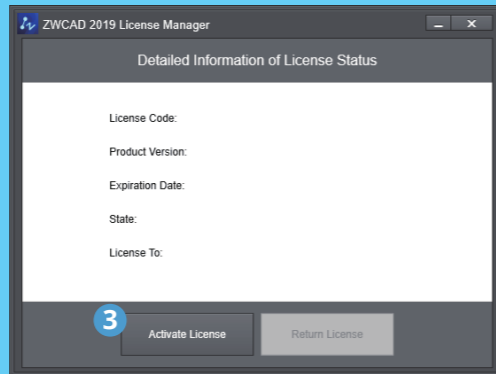 ZWCAD 2019 License Manager
Detailed Information of License Status
License Code:
Product Version:
Expiration Date:
State:
License To:
3
Activate License
Return License